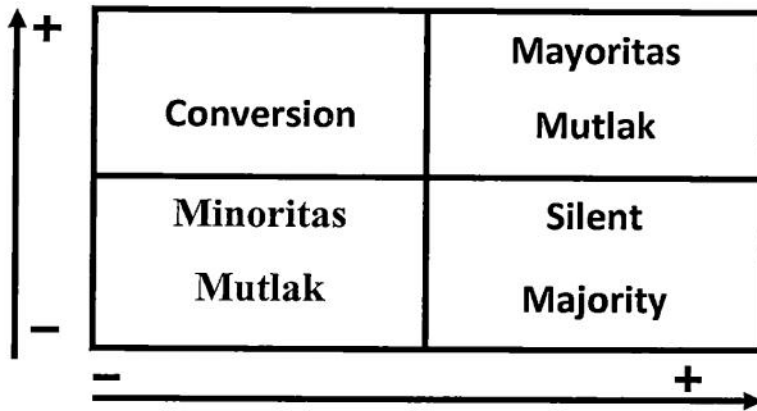 +
Conversion
Mayoritas
Mutlak
Minoritas
Mutlak
Silent
Majority
–
– +